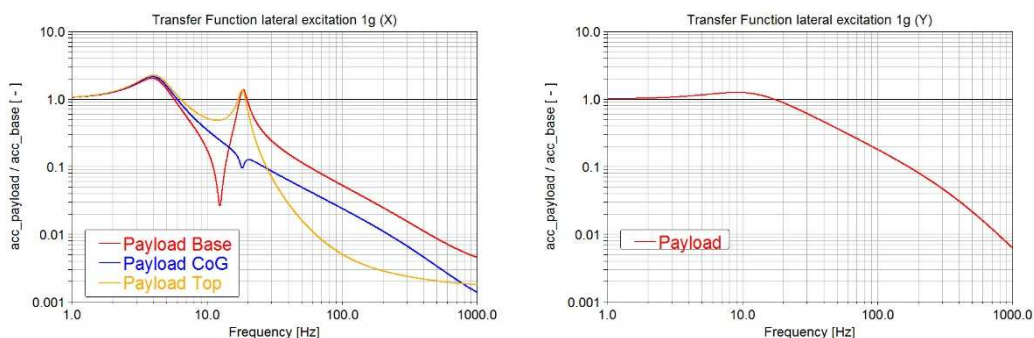 Transfer Function lateral excitation 1g (X)
acc_payload / acc_base [ - ]
10.0
1.0
0.1
0.01
0.001
Payload Base
Payload CoG
Payload Top
1.0
10.0
100.0
1000.0
Frequency [Hz]
Transfer Function lateral excitation 1g (Y)
acc_payload / acc_base [ - ]
10.0
1.0
0.1
0.01
0.001
Payload
1.0
10.0
100.0
1000.0
Frequency [Hz]